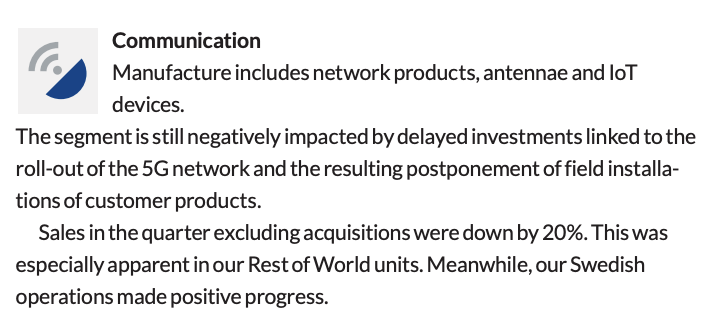 Communication
Manufacture includes network products, antennae and IoT
devices.
The segment is still negatively impacted by delayed investments linked to the
roll-out of the 5G network and the resulting postponement of field installa-
tions of customer products.
Sales in the quarter excluding acquisitions were down by 20%. This was
especially apparent in our Rest of World units. Meanwhile, our Swedish
operations made positive progress.